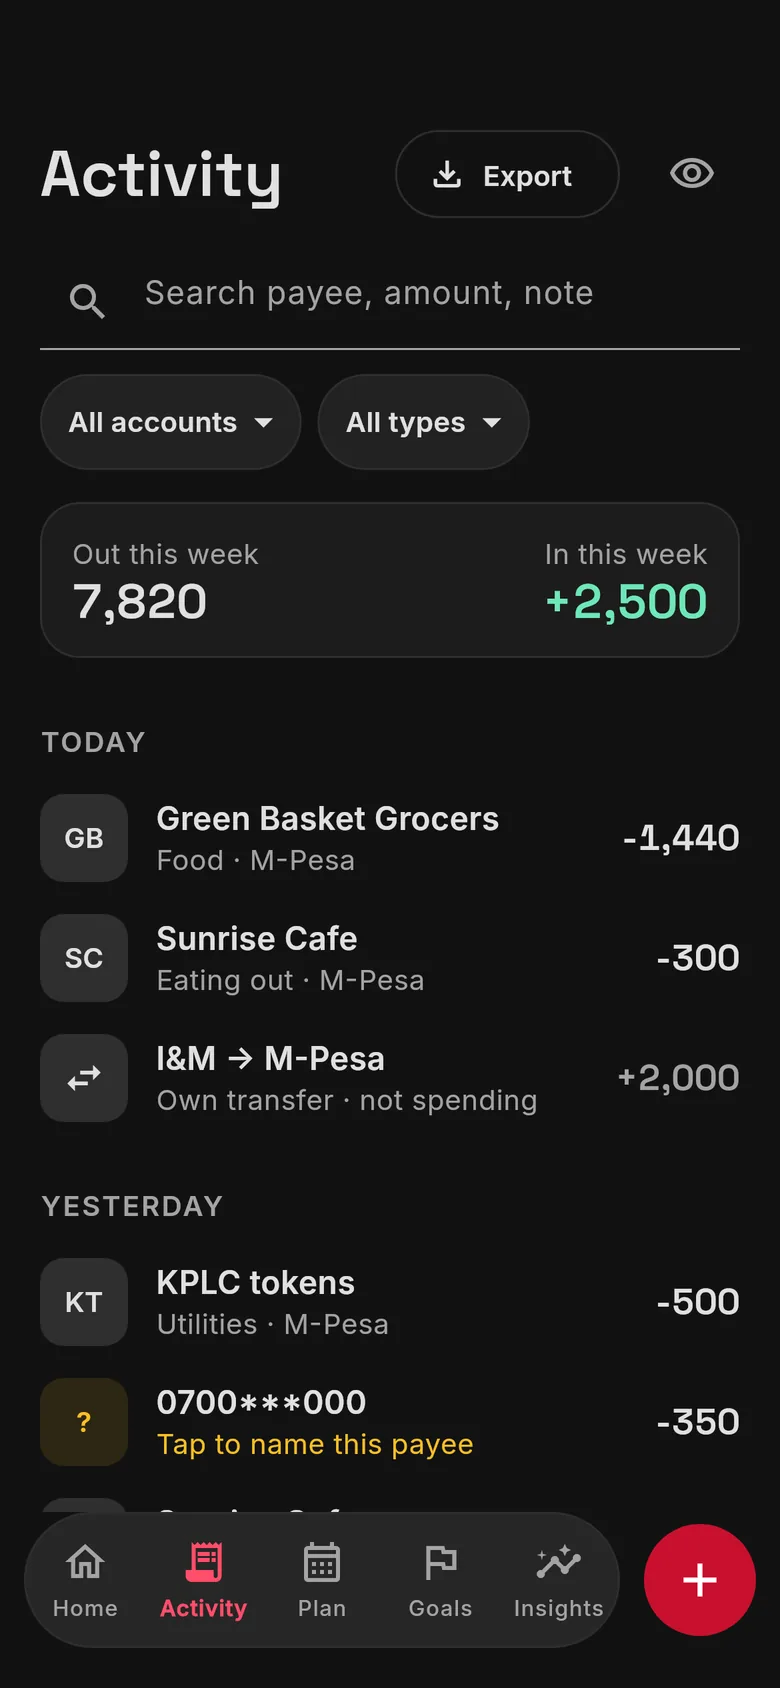 Activity
Export
Search payee, amount, note
All accounts
All types
Out this week
In this week
7,820
+2,500
TODAY
GB
Green Basket Grocers
Food · M-Pesa
-1,440
SC
Sunrise Cafe
Eating out · M-Pesa
-300
I&M → M-Pesa
Own transfer · not spending
+2,000
YESTERDAY
KT
KPLC tokens
Utilities · M-Pesa
-500
?
0700***000
Tap to name this payee
-350
Home
Activity
Plan
Goals
Insights
+